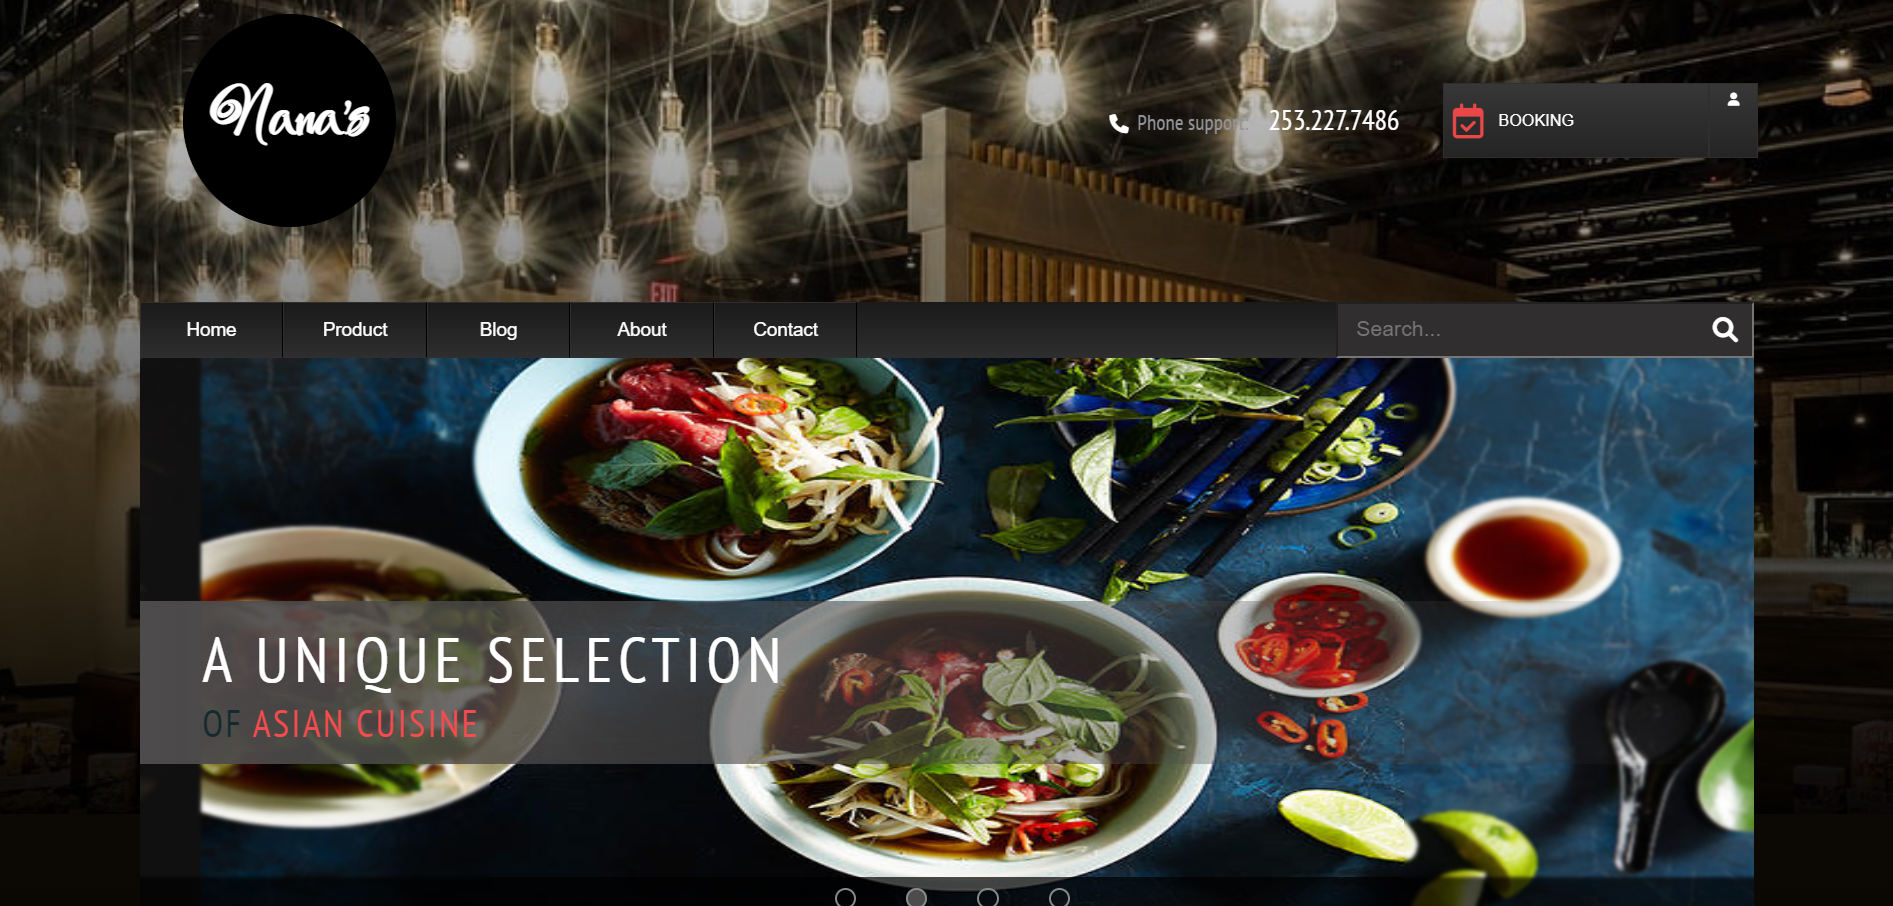 Nana's
Phone support: 253.227.7486
BOOKING
EXIT
Home Product Blog About Contact Search...
A UNIQUE SELECTION
OF ASIAN CUISINE